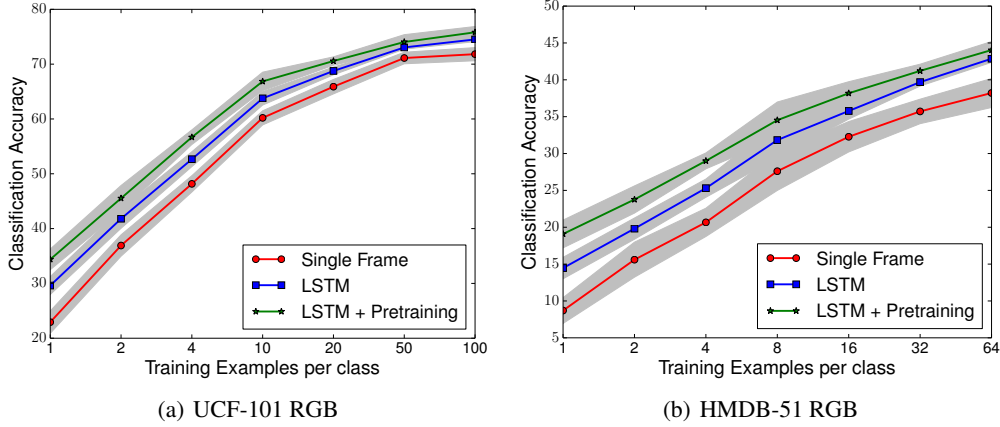 80
70
60
50
40
30
20
Classification Accuracy
1 2 4 10 20 50 100
Training Examples per class
Single Frame
LSTM
LSTM + Pretraining
(a) UCF-101 RGB
50
45
40
35
30
25
20
15
10
5
Classification Accuracy
1 2 4 8 16 32 64
Training Examples per class
Single Frame
LSTM
LSTM + Pretraining
(b) HMDB-51 RGB